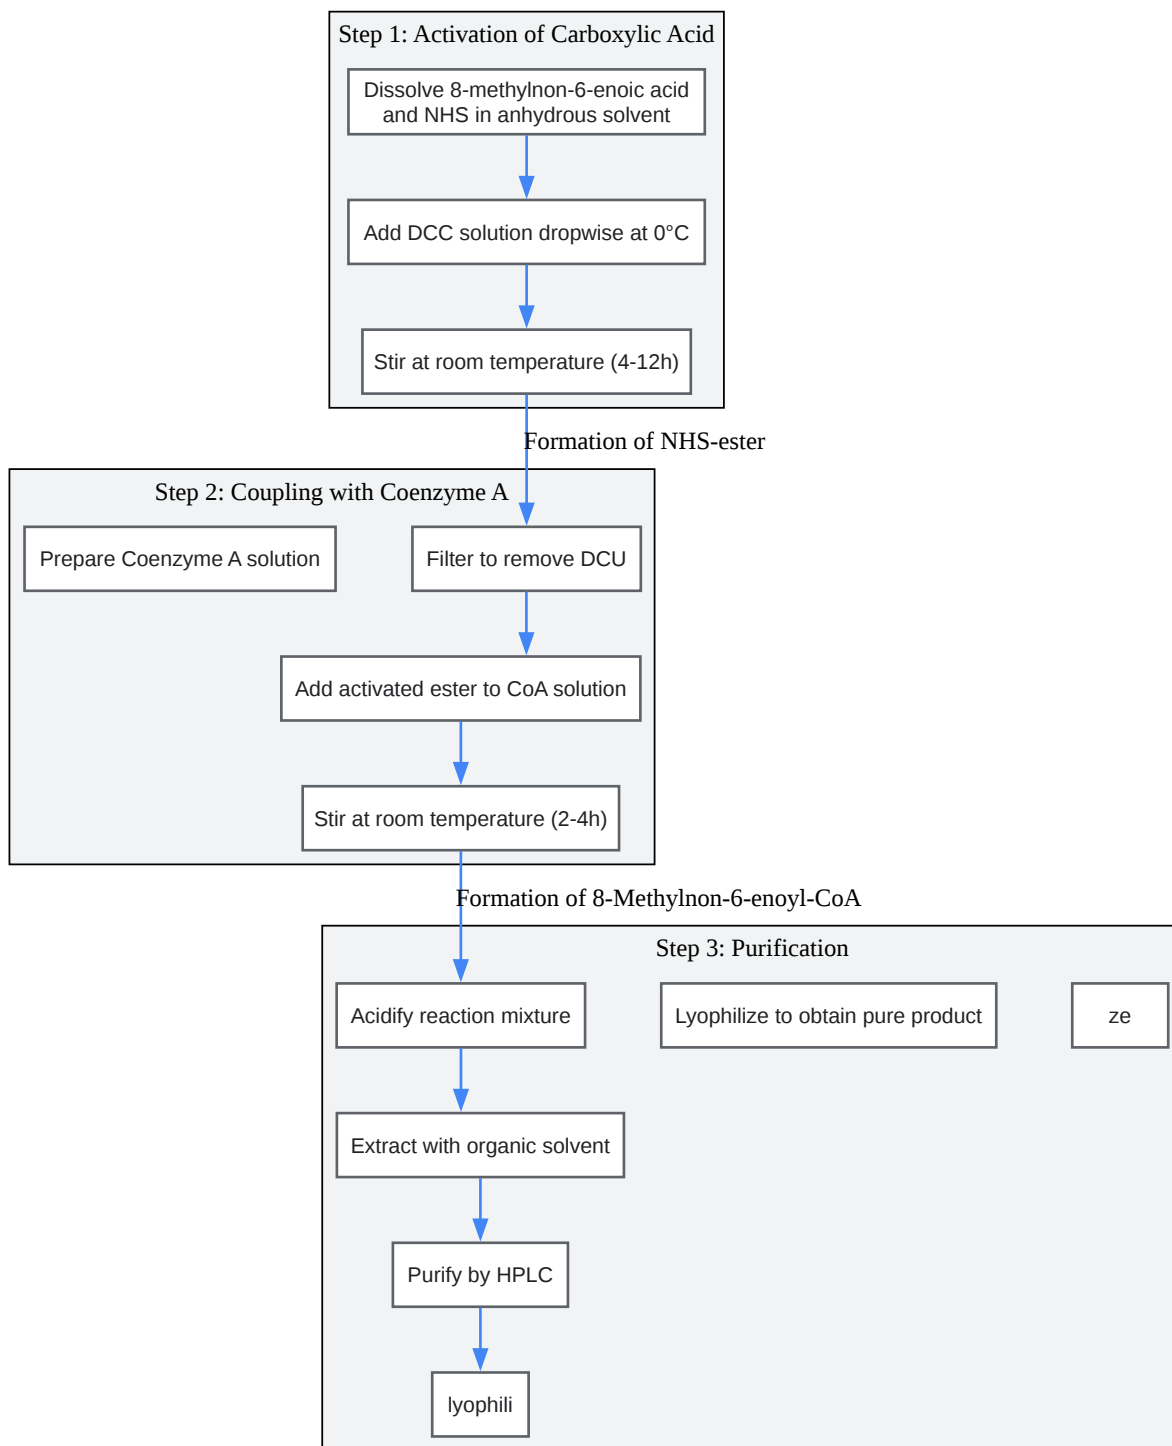 Step 1: Activation of Carboxylic Acid
Dissolve 8-methylnon-6-enoic acid
and NHS in anhydrous solvent
Add DCC solution dropwise at 0°C
Stir at room temperature (4-12h)
Formation of NHS-ester
Step 2: Coupling with Coenzyme A
Prepare Coenzyme A solution
Filter to remove DCU
Add activated ester to CoA solution
Stir at room temperature (2-4h)
Formation of 8-Methylnon-6-enoyl-CoA
Step 3: Purification
Acidify reaction mixture
Lyophilize to obtain pure product
ze
Extract with organic solvent
Purify by HPLC
lyophili